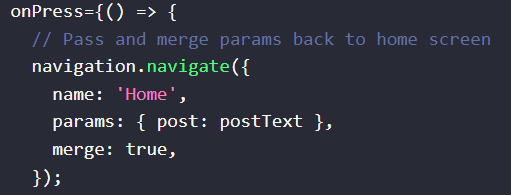 onPress={() => {
// Pass and merge params back to home screen
navigation.navigate({
name: 'Home',
params: { post: postText },
merge: true,
});